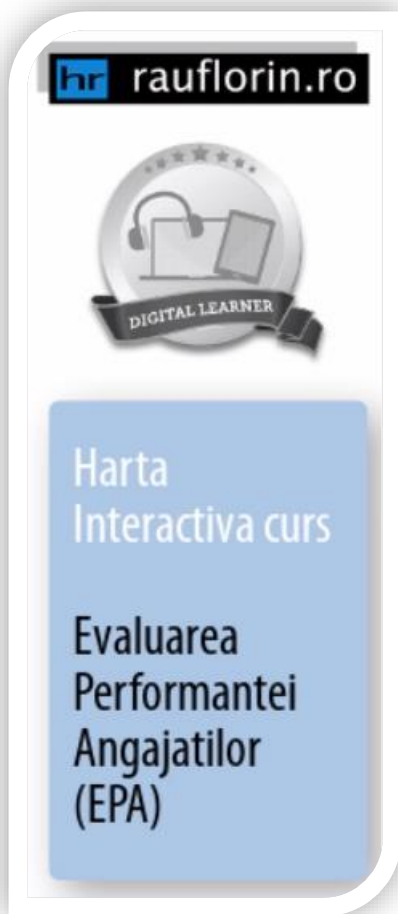 hr rauflorin.ro
DIGITAL LEARNER
Harta
Interactiva curs
Evaluarea
Performantei
Angajatilor
(EPA)